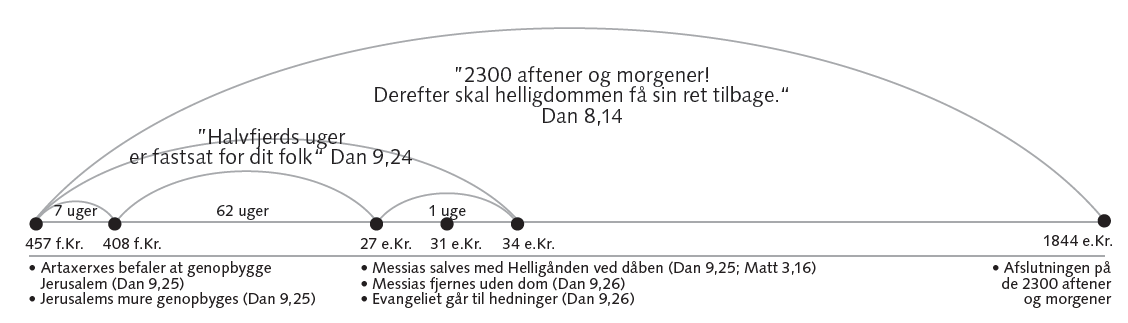 ”2300 aftener og morgener!
Derefter skal helligdommen få sin ret tilbage.“
Dan 8,14
”Halvfjerds uger
er fastsat for dit folk“ Dan 9,24
7 uger
62 uger
1 uge
457 f.Kr.
408 f.Kr.
27 e.Kr.
31 e.Kr.
34 e.Kr.
1844 e.Kr.
• Artaxerxes befaler at genopbygge
Jerusalem (Dan 9,25)
• Jerusalems mure genopbyges (Dan 9,25)
• Messias salves med Helligånden ved dåben (Dan 9,25; Matt 3,16)
• Messias fjernes uden dom (Dan 9,26)
• Evangeliet går til hedninger (Dan 9,26)
• Afslutningen på
de 2300 aftener
og morgener